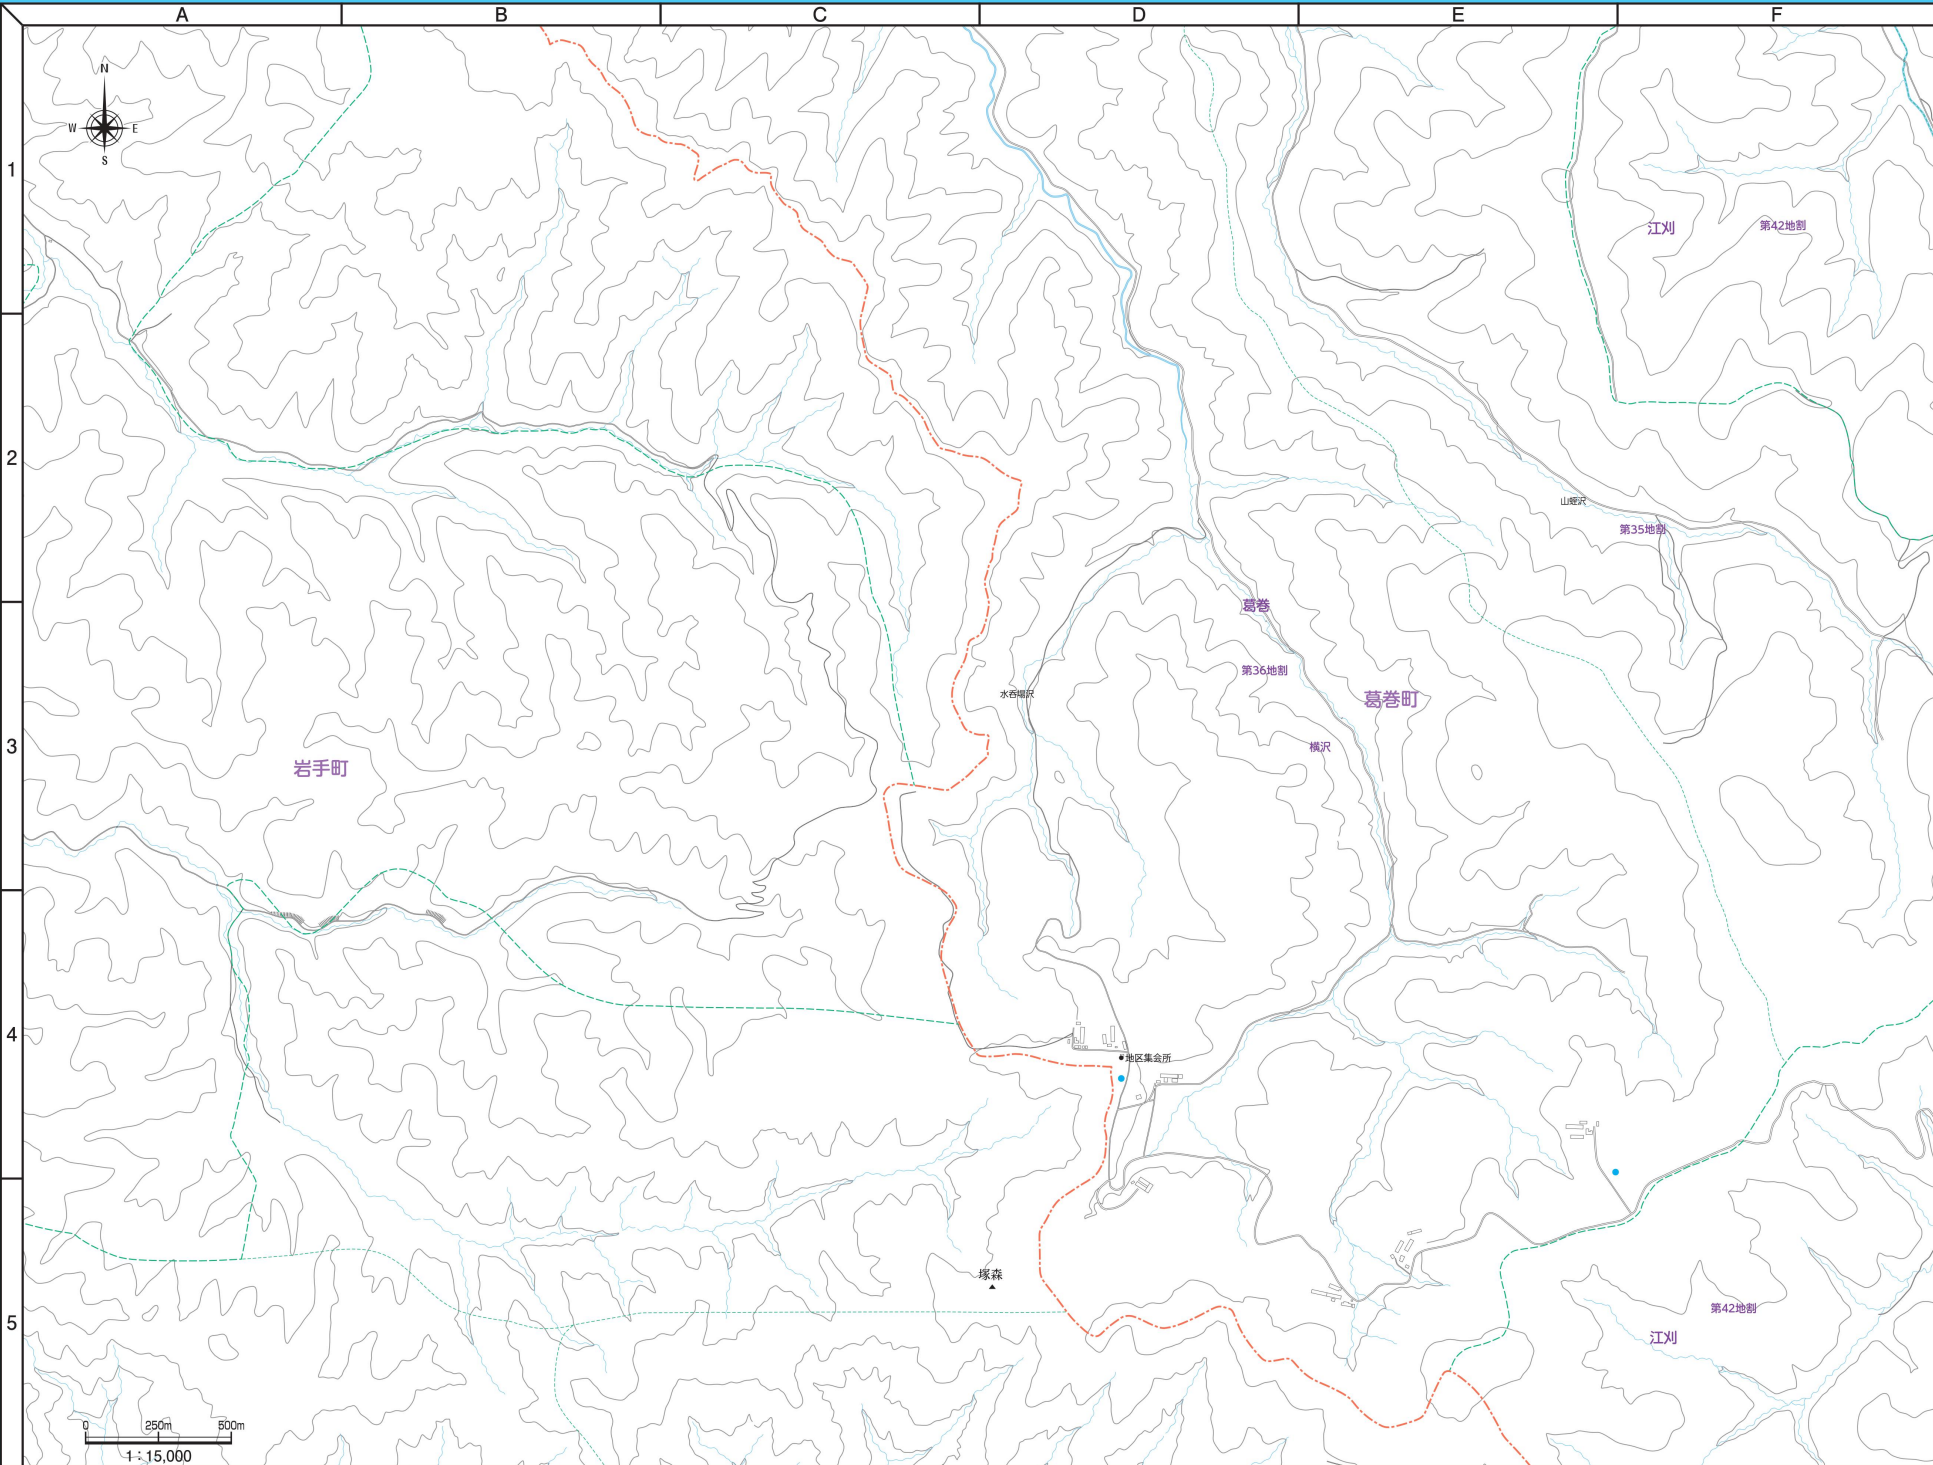 A B C D E F
N
W E
S
1
江刈 第42地割
2
山蛭沢
第35地割
葛巻
第36地割
水呑場沢
葛巻町
3
横沢
岩手町
4
地区集会所
塚森
第42地割
5
江刈
0 250m 500m
1:15,000